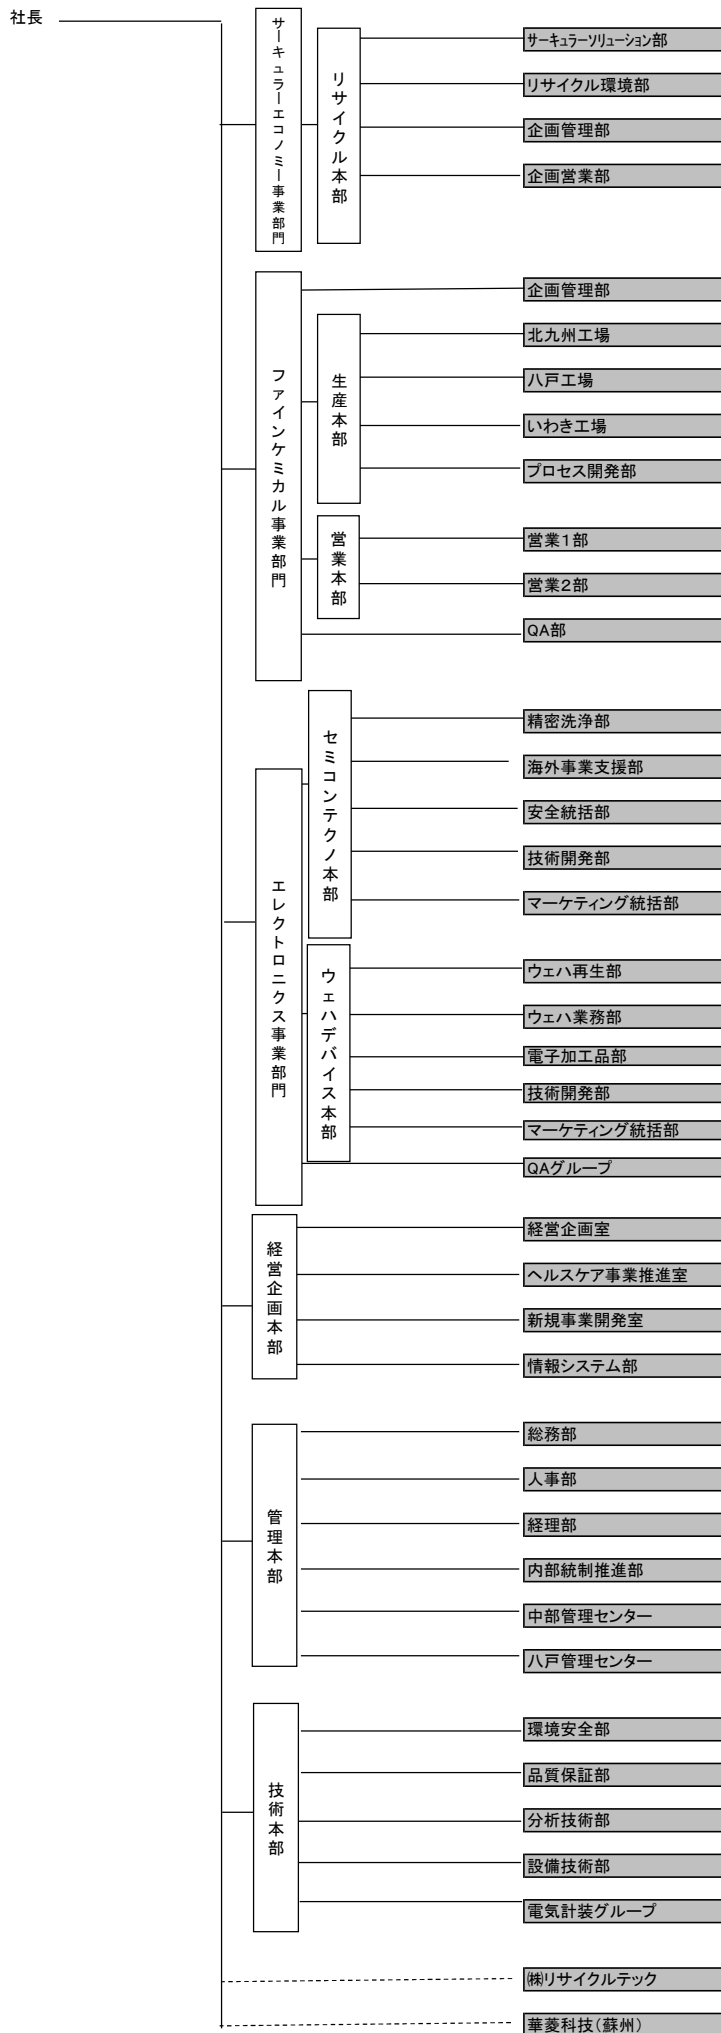 社長
サーキュラーエコノミー事業部門
リサイクル本部
サーキュラーソリューション部
リサイクル環境部
企画管理部
企画営業部
ファインケミカル事業部門
企画管理部
生産本部
北九州工場
八戸工場
いわき工場
プロセス開発部
営業本部
営業1部
営業2部
QA部
エレクトロニクス事業部門
セミコンテクノ本部
精密洗浄部
海外事業支援部
安全統括部
技術開発部
マーケティング統括部
ウェハデバイス本部
ウェハ再生部
ウェハ業務部
電子加工品部
技術開発部
マーケティング統括部
QAグループ
経営企画本部
経営企画室
ヘルスケア事業推進室
新規事業開発室
情報システム部
管理本部
総務部
人事部
経理部
内部統制推進部
中部管理センター
八戸管理センター
技術本部
環境安全部
品質保証部
分析技術部
設備技術部
電気計装グループ
㈱リサイクルテック
華菱科技(蘇州)